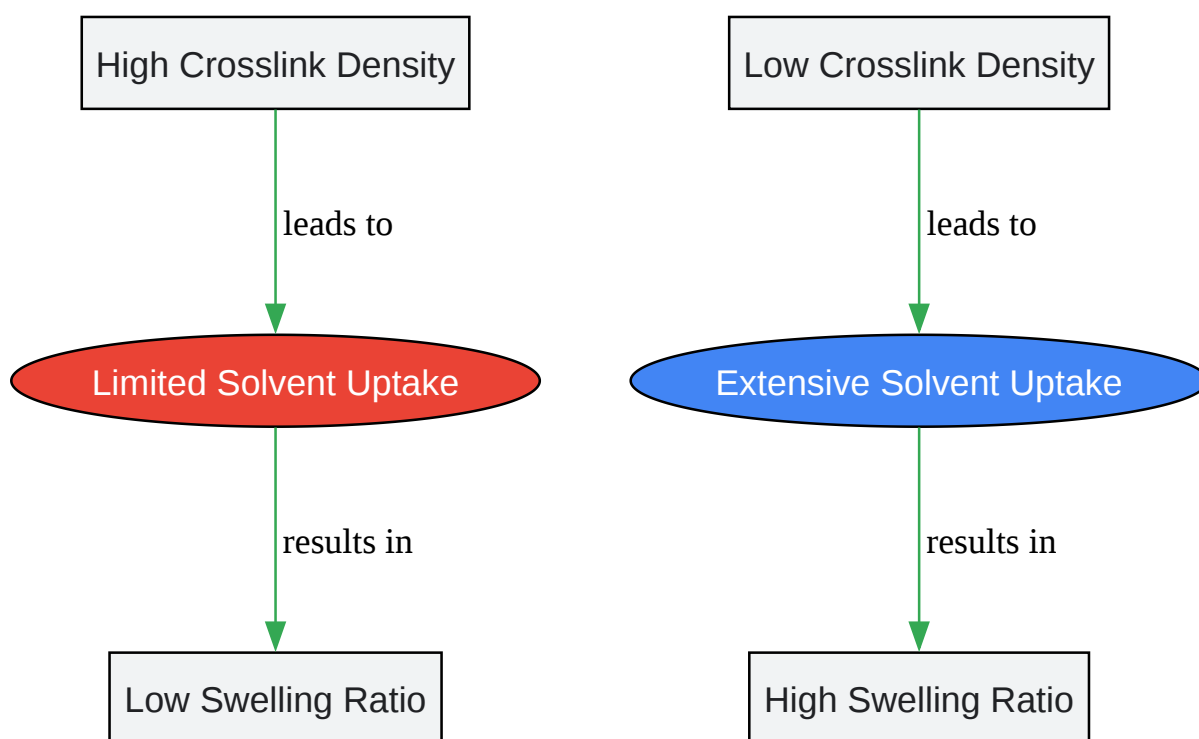 High Crosslink Density
leads to
Limited Solvent Uptake
results in
Low Swelling Ratio
Low Crosslink Density
leads to
Extensive Solvent Uptake
results in
High Swelling Ratio